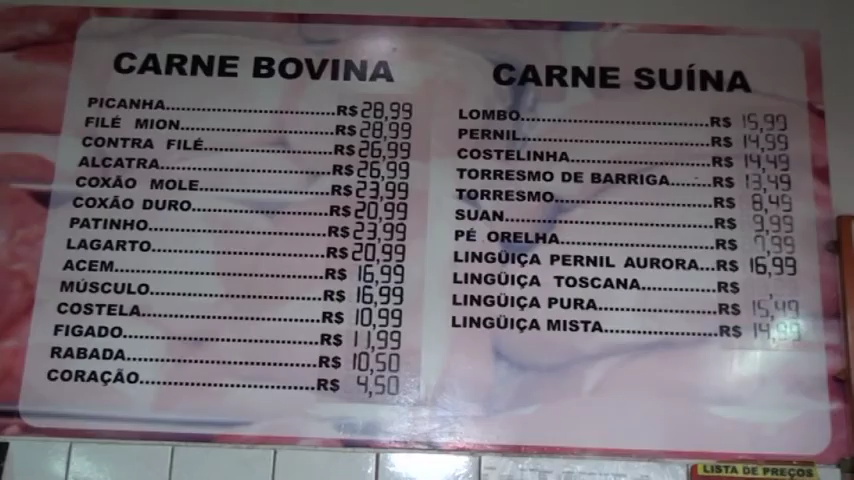 CARNE BOVINA
PICANHA R$ 28,99
FILÉ MION R$ 28,99
CONTRA FILÉ R$ 26,99
ALCATRA R$ 26,99
COXÃO MOLE R$ 23,99
COXÃO DURO R$ 20,99
PATINHO R$ 23,99
LAGARTO R$ 20,99
ACEM R$ 16,99
MÚSCULO R$ 16,99
COSTELA R$ 10,99
FIGADO R$ 11,99
RABADA R$ 10,50
CORAÇÃO R$ 4,50
CARNE SUÍNA
LOMBO R$ 15,99
PERNIL R$ 14,99
COSTELINHA R$ 14,49
TORRESMO DE BARRIGA R$ 13,49
TORRESMO R$ 8,49
SUAN R$ 9,99
PÉ ORELHA R$ 7,99
LINGÜIÇA PERNIL AURORA R$ 16,99
LINGÜIÇA TOSCANA R$
LINGÜIÇA PURA R$ 15,49
LINGÜIÇA MISTA R$ 14,99
LISTA DE PREÇOS